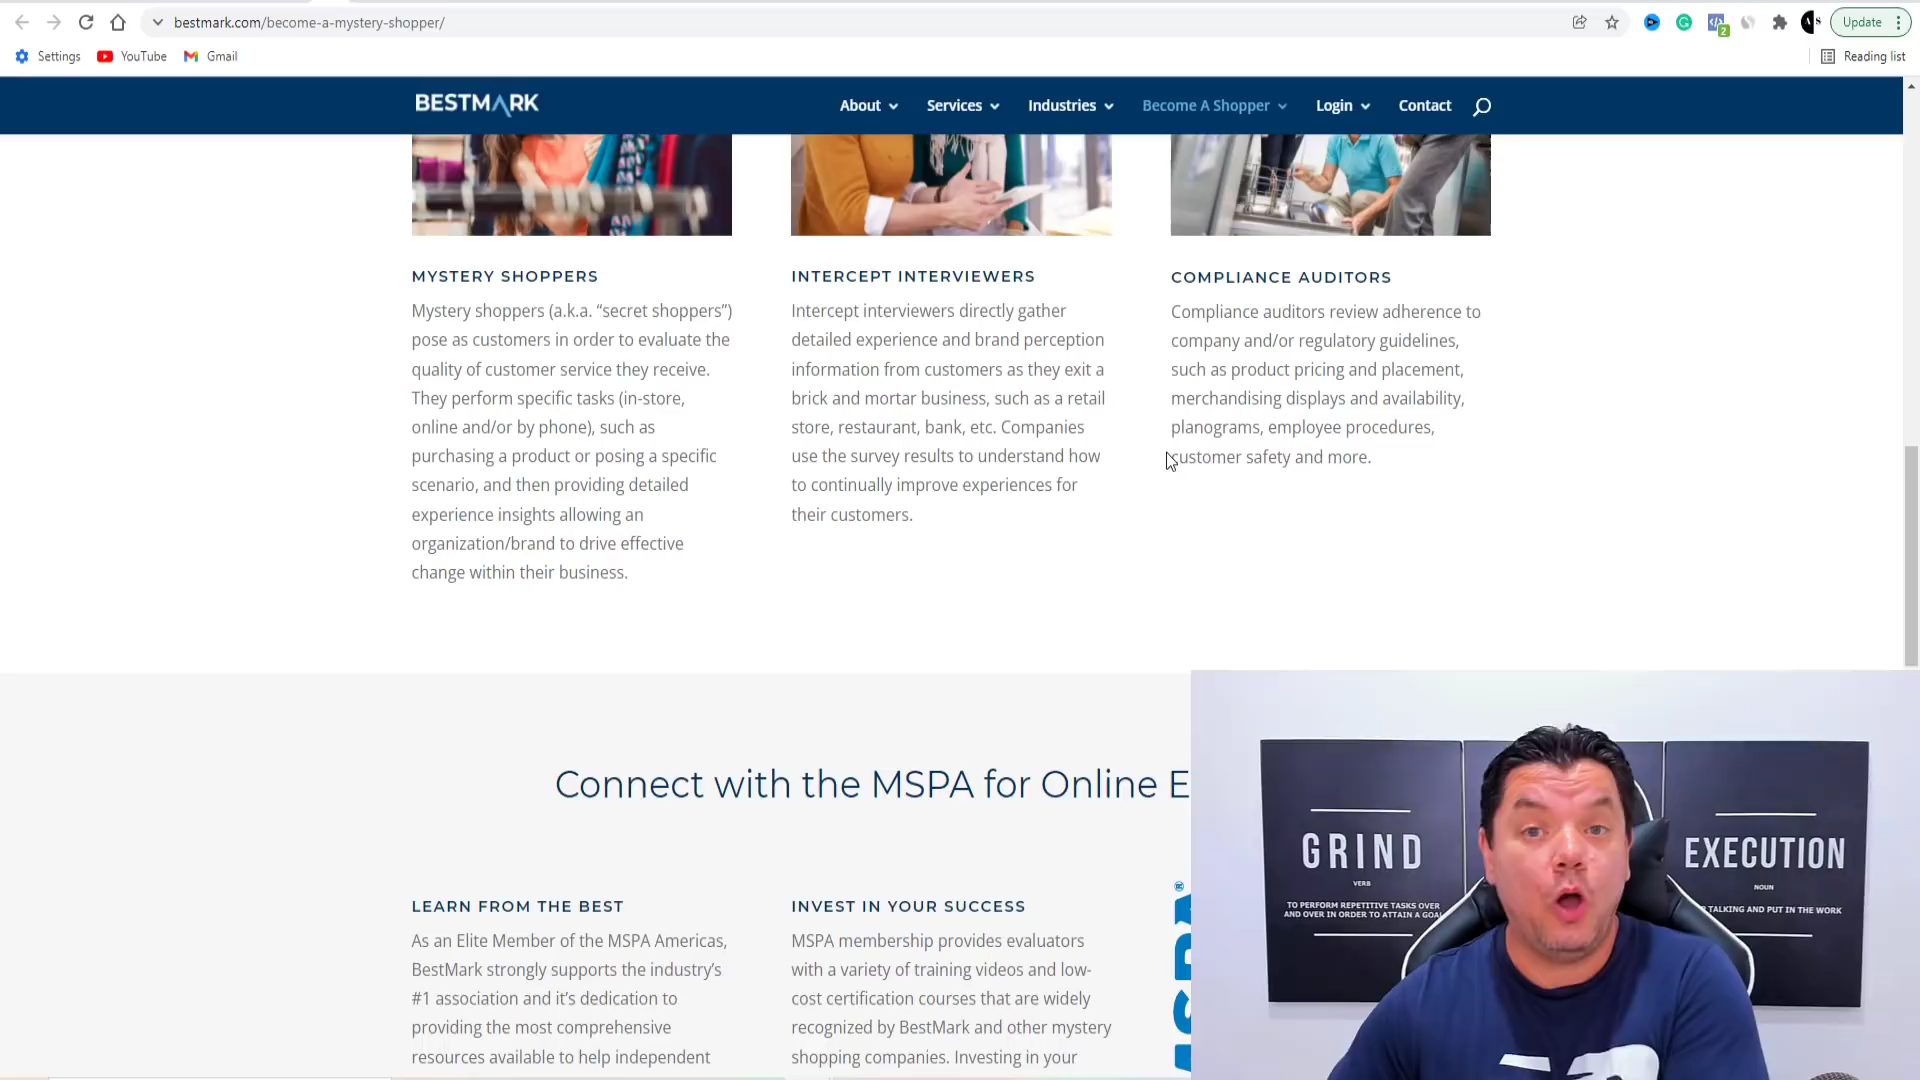 bestmark.com/become-a-mystery-shopper/
Update
2
Settings
YouTube
Gmail
Reading list
BESTMARK
About
Services
Industries
Become A Shopper
Login
Contact
MYSTERY SHOPPERS
Mystery shoppers (a.k.a. “secret shoppers”)
pose as customers in order to evaluate the
quality of customer service they receive.
They perform specific tasks (in-store,
online and/or by phone), such as
purchasing a product or posing a specific
scenario, and then providing detailed
experience insights allowing an
organization/brand to drive effective
change within their business.
INTERCEPT INTERVIEWERS
Intercept interviewers directly gather
detailed experience and brand perception
information from customers as they exit a
brick and mortar business, such as a retail
store, restaurant, bank, etc. Companies
use the survey results to understand how
to continually improve experiences for
their customers.
COMPLIANCE AUDITORS
Compliance auditors review adherence to
company and/or regulatory guidelines,
such as product pricing and placement,
merchandising displays and availability,
planograms, employee procedures,
customer safety and more.
Connect with the MSPA for Online E
LEARN FROM THE BEST
As an Elite Member of the MSPA Americas,
BestMark strongly supports the industry’s
#1 association and it’s dedication to
providing the most comprehensive
resources available to help independent
INVEST IN YOUR SUCCESS
MSPA membership provides evaluators
with a variety of training videos and low-
cost certification courses that are widely
recognized by BestMark and other mystery
shopping companies. Investing in your
GRIND
VERB
TO PERFORM REPETITIVE TASKS OVER
AND OVER IN ORDER TO ATTAIN A GOAL
EXECUTION
NOUN
TALKING AND PUT IN THE WORK